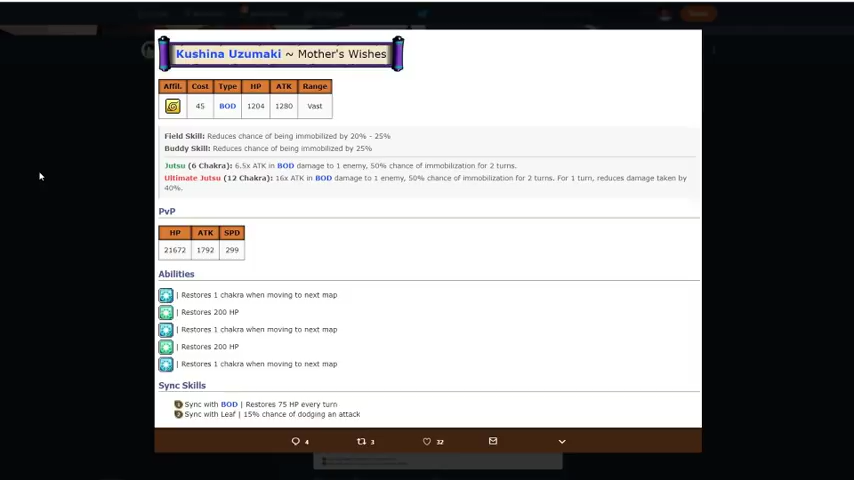 Kushina Uzumaki ~ Mother's Wishes
Affil. Cost Type HP ATK Range
45 BOD 1204 1280 Vast
Field Skill: Reduces chance of being immobilized by 20% - 25%
Buddy Skill: Reduces chance of being immobilized by 25%
Jutsu (6 Chakra): 6.5x ATK in BOD damage to 1 enemy, 50% chance of immobilization for 2 turns.
Ultimate Jutsu (12 Chakra): 16x ATK in BOD damage to 1 enemy, 50% chance of immobilization for 2 turns. For 1 turn, reduces damage taken by
40%.
PvP
HP ATK SPD
21672 1792 299
Abilities
| Restores 1 chakra when moving to next map
| Restores 200 HP
| Restores 1 chakra when moving to next map
| Restores 200 HP
| Restores 1 chakra when moving to next map
Sync Skills
Sync with BOD | Restores 75 HP every turn
Sync with Leaf | 15% chance of dodging an attack
4 3 32